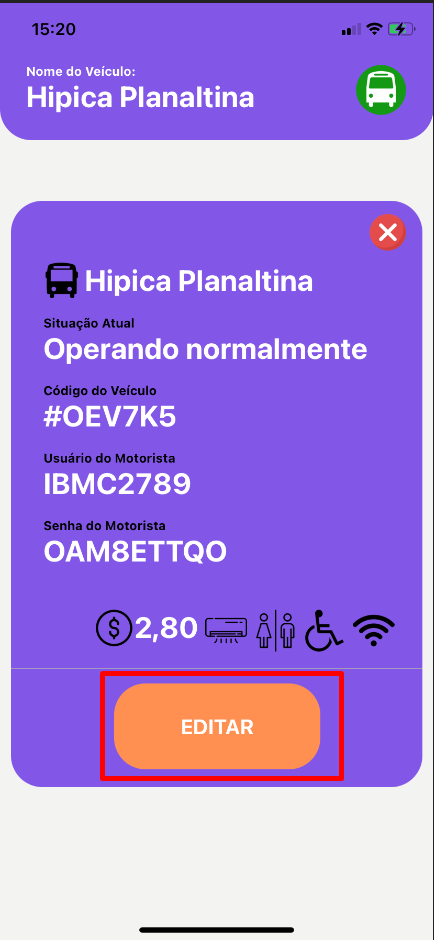 15:20
Nome do Veículo:
Hipica Planaltina
Hipica Planaltina
Situação Atual
Operando normalmente
Código do Veículo
#OEV7K5
Usuário do Motorista
IBMC2789
Senha do Motorista
OAM8ETTQO
$ 2,80
EDITAR